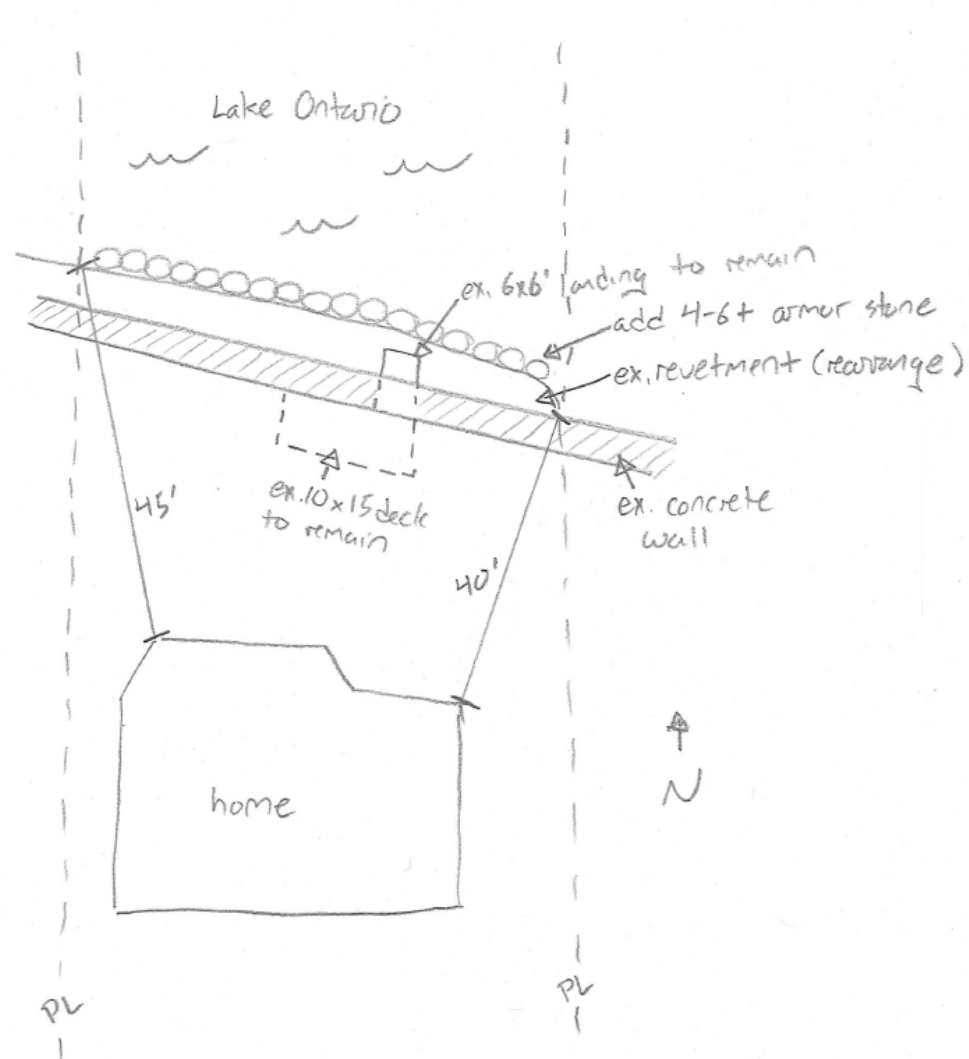 Lake Ontario
ex. 6x6' landing to remain
add 4-6t armor stone
ex. revetment (rearrange)
ex. 10x15 deck
to remain
ex. concrete
wall
45'
40'
home
N
PL
PL